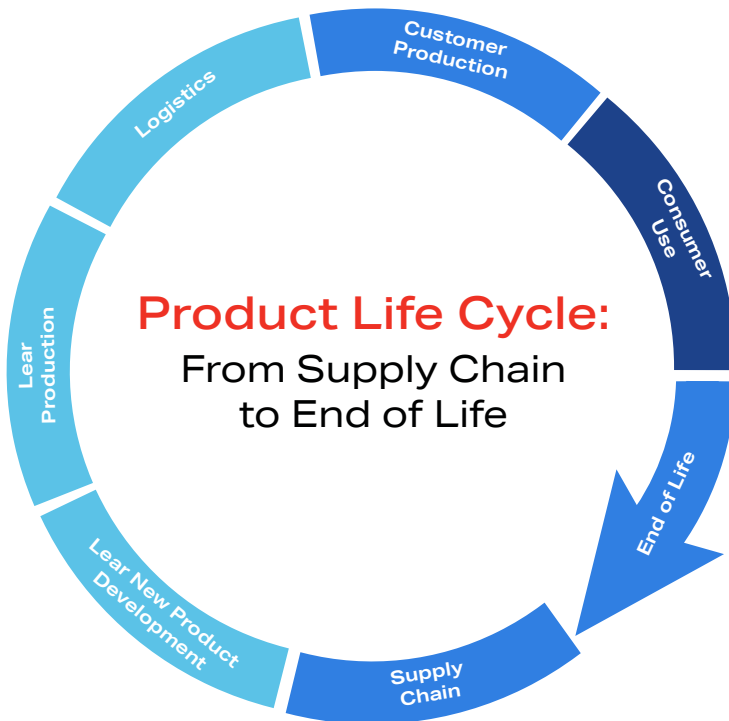 Product Life Cycle:
From Supply Chain
to End of Life
Customer
Production
Consumer
Use
End of Life
Supply
Chain
Lear New Product
Development
Lear
Production
Logistics